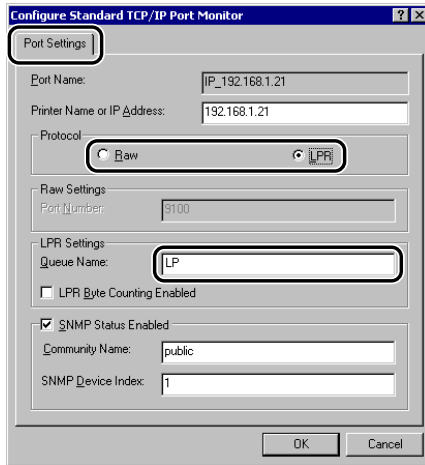 Configure Standard TCP/IP Port Monitor
Port Settings
Port Name: IP_192.168.1.21
Printer Name or IP Address: 192.168.1.21
Protocol
Raw LPR
Raw Settings
Port Number: 9100
LPR Settings
Queue Name: LP
LPR Byte Counting Enabled
SNMP Status Enabled
Community Name: public
SNMP Device Index: 1
OK Cancel